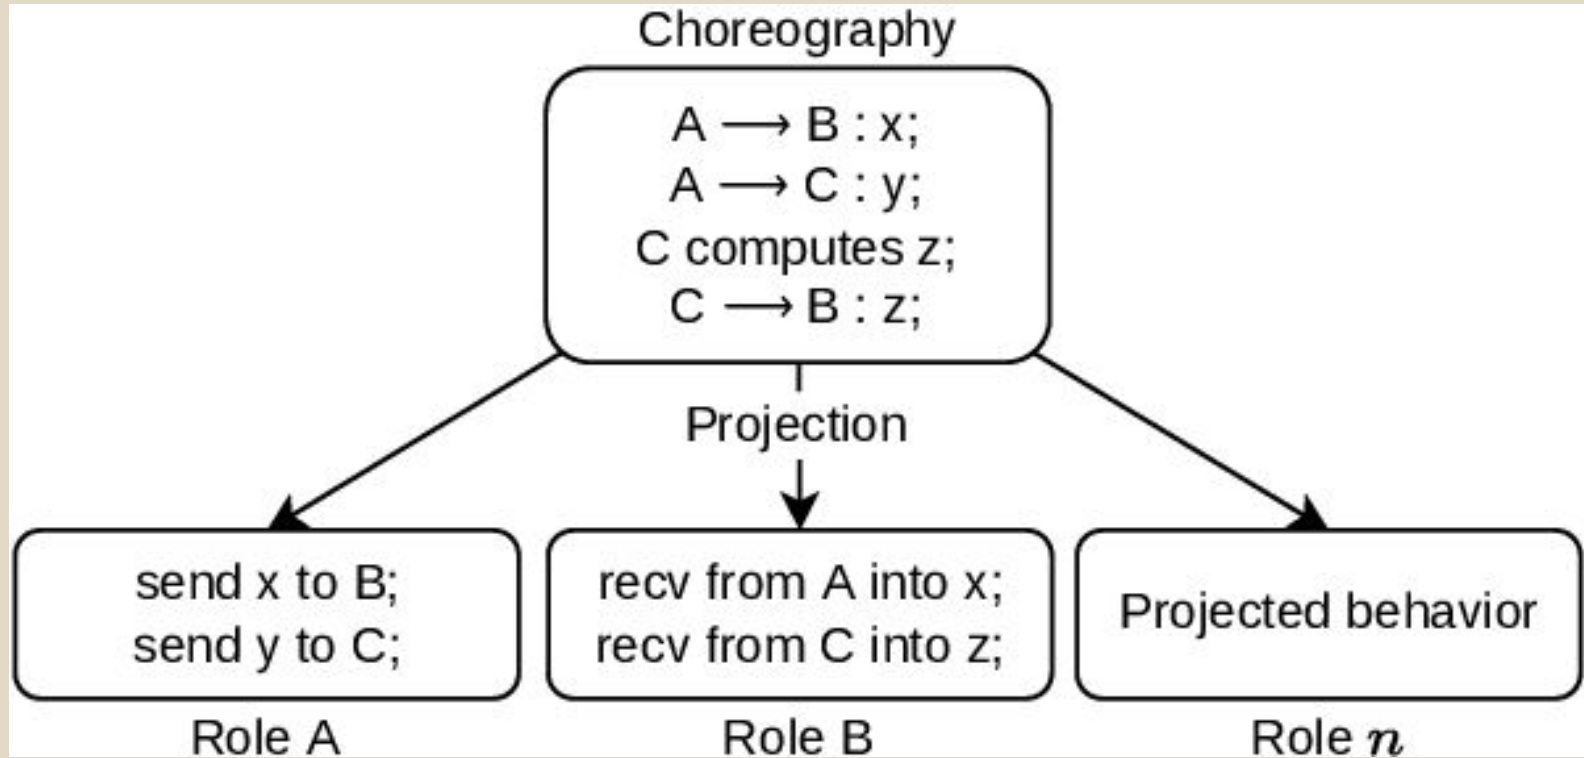 Choreography
A ⟶ B : x;
A ⟶ C : y;
C computes z;
C ⟶ B : z;
Projection
send x to B;
send y to C;
recv from A into x;
recv from C into z;
Projected behavior
Role A
Role B
Role n